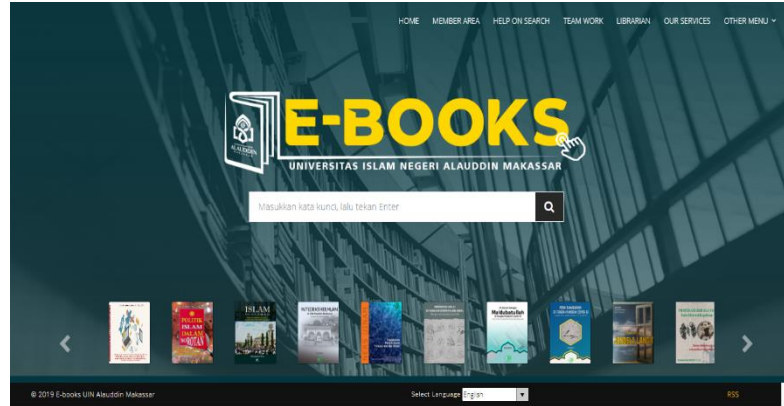 HOME MEMBER AREA HELP ON SEARCH TEAM WORK LIBRARIAN OUR SERVICES OTHER MENU
ALAUDDIN
E-BOOKS
UNIVERSITAS ISLAM NEGERI ALAUDDIN MAKASSAR
Masukkan kata kunci, lalu tekan Enter.
POLITIK
ISLAM
DALAM
SOROTAN
ISLAM
© 2019 E-books UIN Alauddin Makassar
Select Language English
RSS